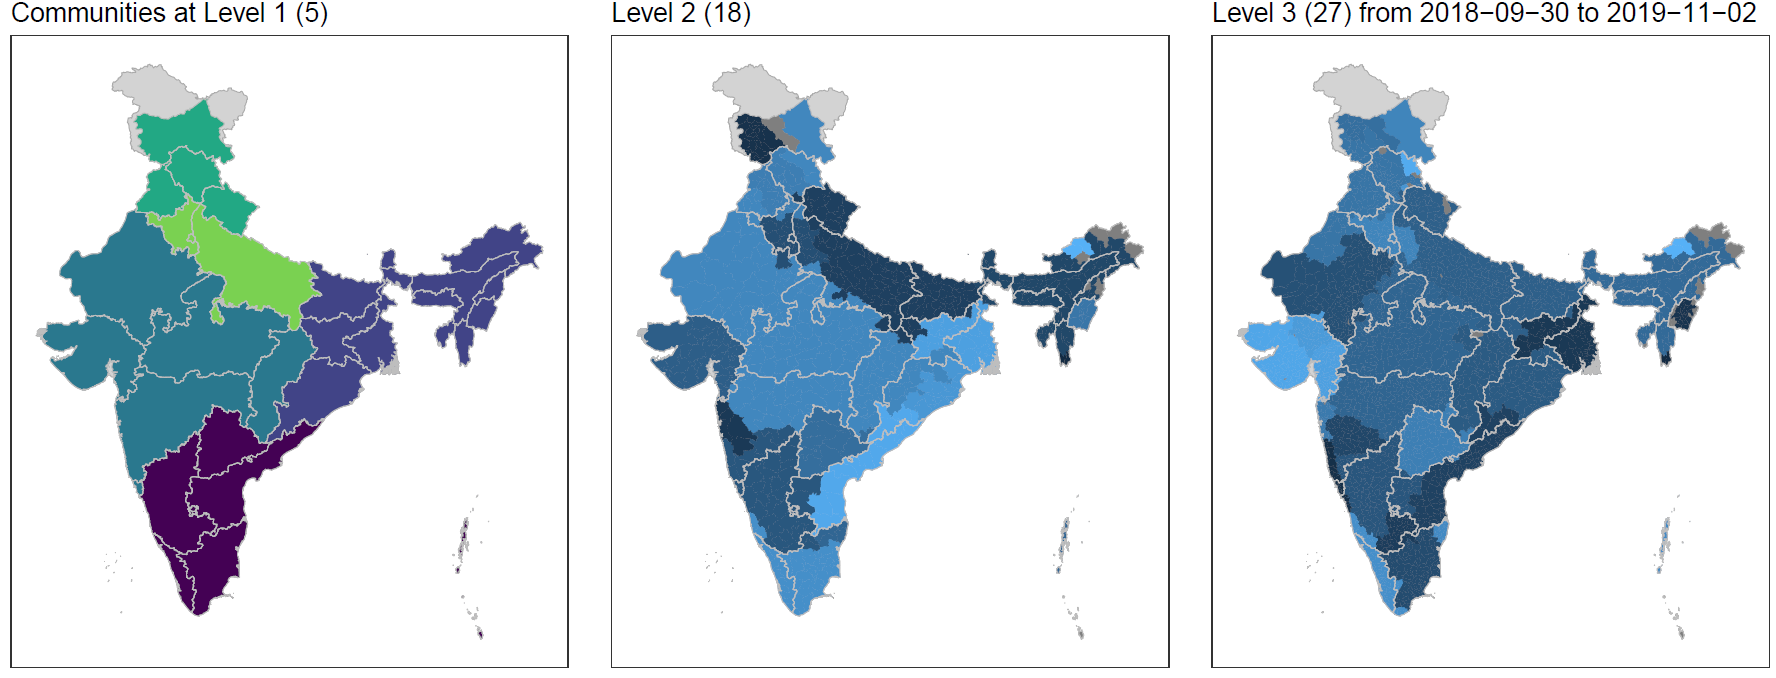 Communities at Level 1 (5)
Level 2 (18)
Level 3 (27) from 2018−09−30 to 2019−11−02